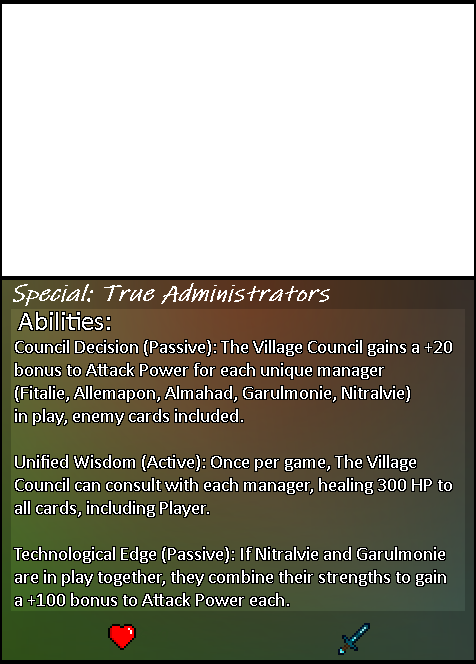 Special: True Administrators
Abilities:
Council Decision (Passive): The Village Council gains a +20
bonus to Attack Power for each unique manager
(Fitalie, Allemapon, Almahad, Garulmonie, Nitralvie)
in play, enemy cards included.
Unified Wisdom (Active): Once per game, The Village
Council can consult with each manager, healing 300 HP to
all cards, including Player.
Technological Edge (Passive): If Nitralvie and Garulmonie
are in play together, they combine their strengths to gain
a +100 bonus to Attack Power each.